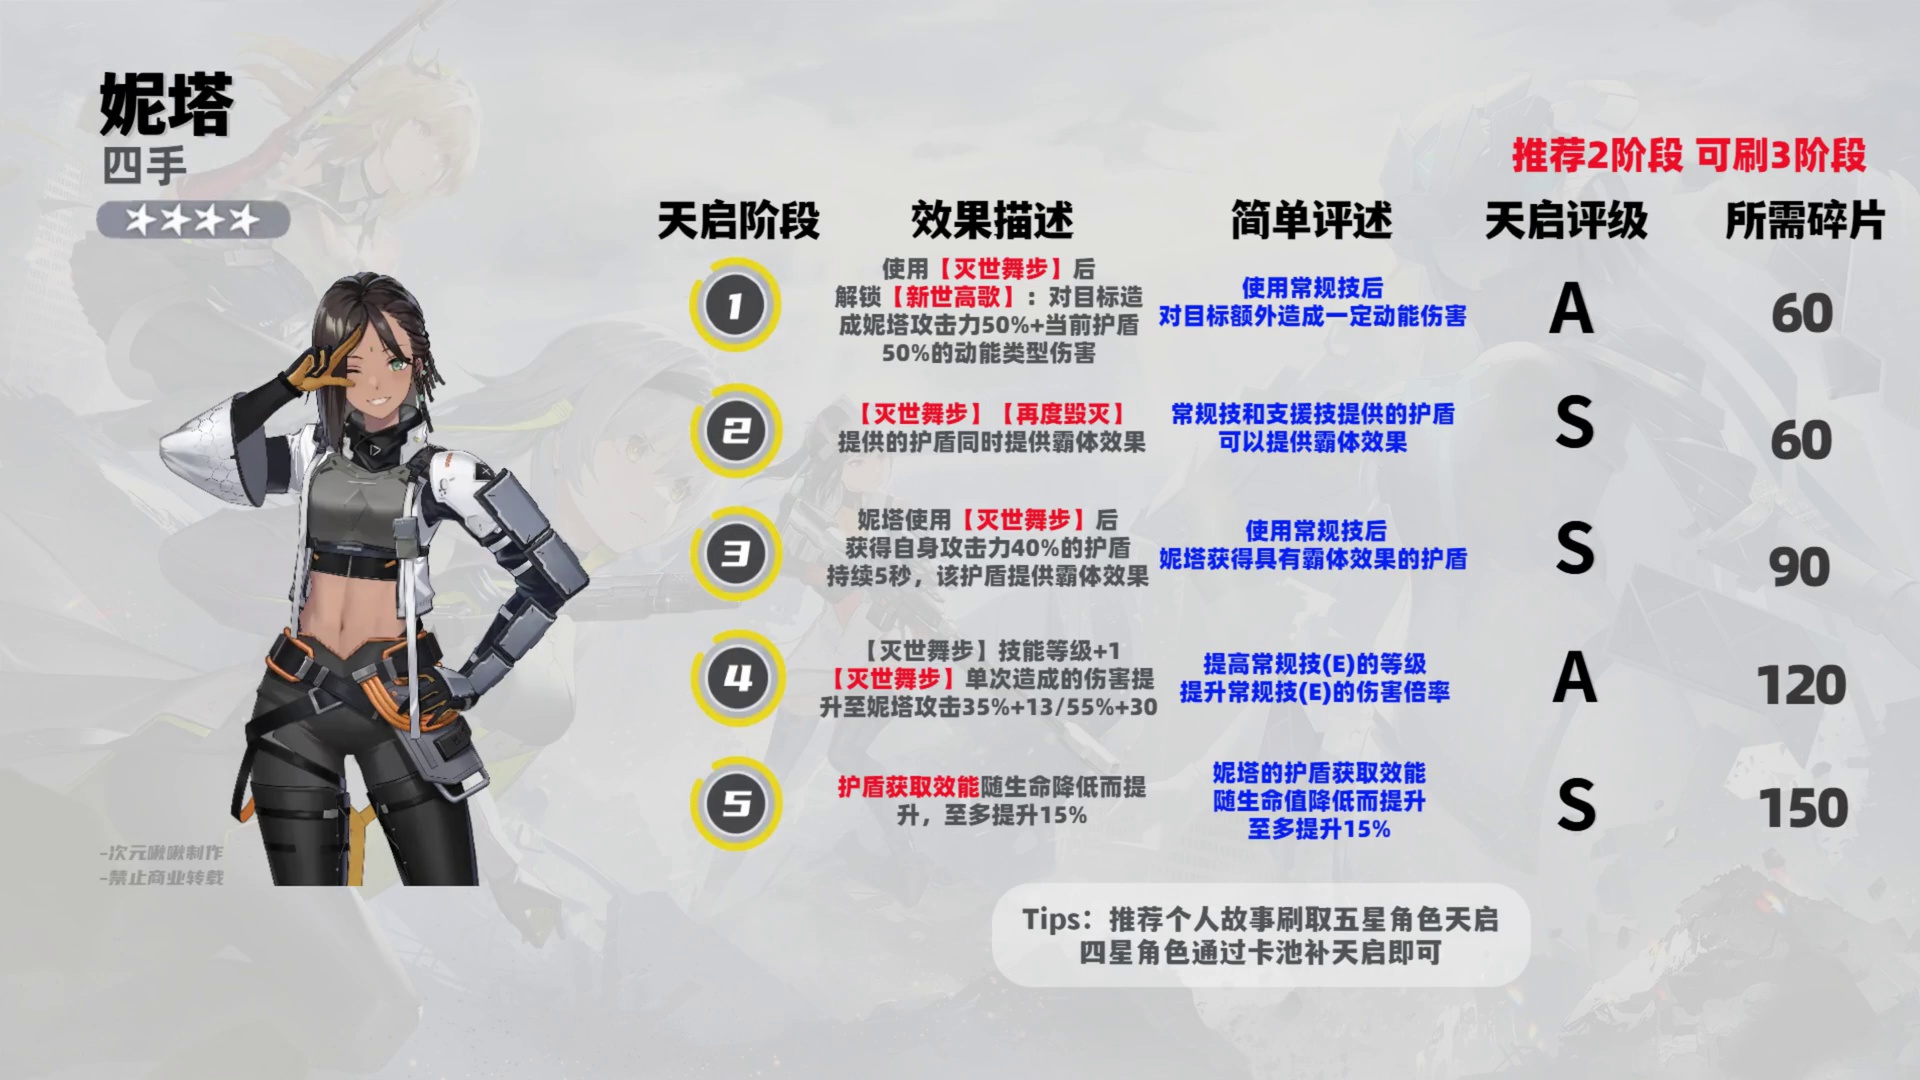 妮塔
四手
推荐2阶段 可刷3阶段
天启阶段 效果描述 简单评述 天启评级 所需碎片
1
使用【灭世舞步】后
解锁【新世高歌】：对目标造
成妮塔攻击力50%+当前护盾
50%的动能类型伤害
使用常规技后
对目标额外造成一定动能伤害
A
60
2
【灭世舞步】【再度毁灭】
提供的护盾同时提供霸体效果
常规技和支援技提供的护盾
可以提供霸体效果
S
60
3
妮塔使用【灭世舞步】后
获得自身攻击力40%的护盾
持续5秒，该护盾提供霸体效果
使用常规技后
妮塔获得具有霸体效果的护盾
S
90
4
【灭世舞步】技能等级+1
【灭世舞步】单次造成的伤害提
升至妮塔攻击35%+13/55%+30
提高常规技(E)的等级
提升常规技(E)的伤害倍率
A
120
5
护盾获取效能随生命降低而提
升，至多提升15%
妮塔的护盾获取效能
随生命值降低而提升
至多提升15%
S
150
-次元啾啾制作
-禁止商业转载
Tips：推荐个人故事刷取五星角色天启
四星角色通过卡池补天启即可